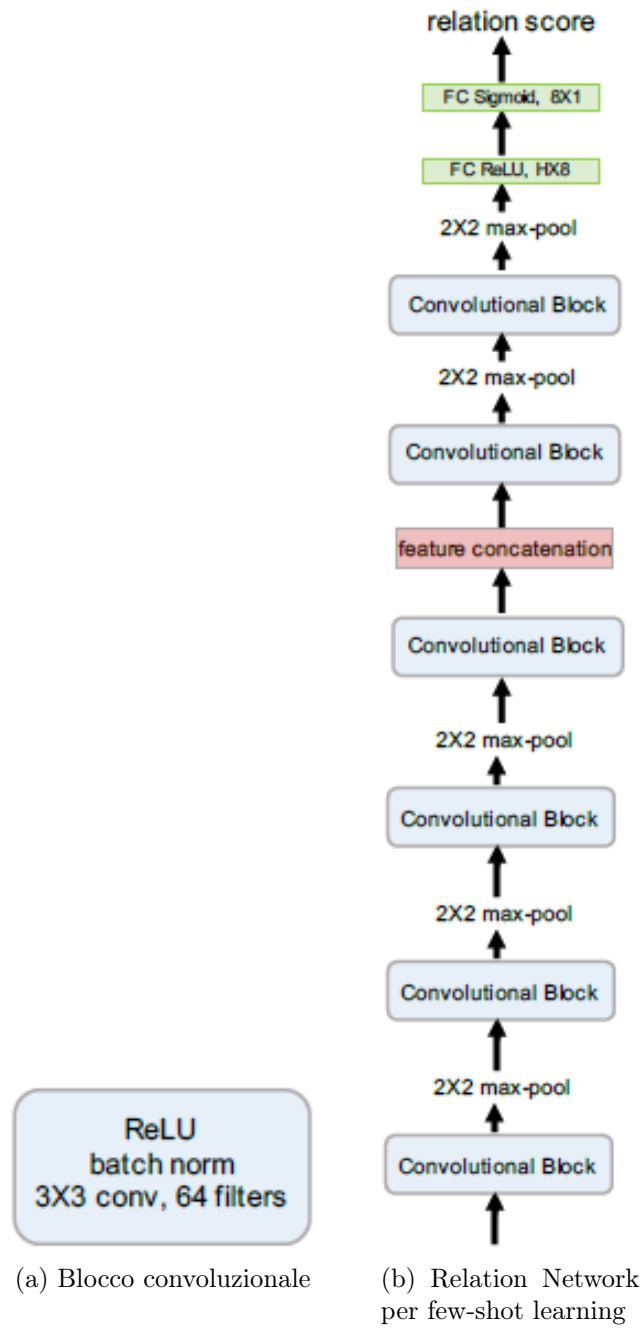 relation score
FC Sigmoid, 8X1
FC ReLU, HX8
2X2 max-pool
Convolutional Block
2X2 max-pool
Convolutional Block
feature concatenation
Convolutional Block
2X2 max-pool
Convolutional Block
2X2 max-pool
Convolutional Block
2X2 max-pool
Convolutional Block
ReLU
batch norm
3X3 conv, 64 filters
(a) Blocco convoluzionale
(b) Relation Network
per few-shot learning